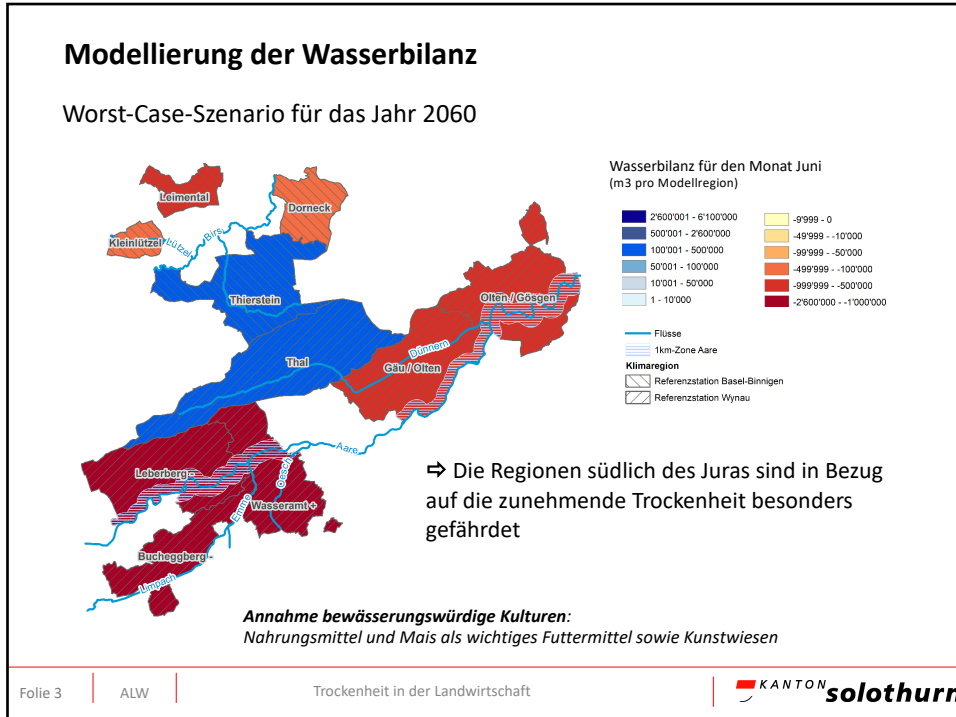 Modellierung der Wasserbilanz
Worst-Case-Szenario für das Jahr 2060
Leimental
Dorneck
Kleinlützel
Lützel
Birs
Thierstein
Thal
Olten / Gösgen
Dünnern
Gäu / Olten
Aare
Leberberg -
Oesch
Emme
Wasseramt +
Bucheggberg -
Limpach
Wasserbilanz für den Monat Juni
(m3 pro Modellregion)
2'600'001 - 6'100'000
500'001 - 2'600'000
100'001 - 500'000
50'001 - 100'000
10'001 - 50'000
1 - 10'000
-9'999 - 0
-49'999 - -10'000
-99'999 - -50'000
-499'999 - -100'000
-999'999 - -500'000
-2'600'000 - -1'000'000
Flüsse
1km-Zone Aare
Klimaregion
Referenzstation Basel-Binnigen
Referenzstation Wynau
⇒ Die Regionen südlich des Juras sind in Bezug
auf die zunehmende Trockenheit besonders
gefährdet
Annahme bewässerungswürdige Kulturen:
Nahrungsmittel und Mais als wichtiges Futtermittel sowie Kunstwiesen
Folie 3
ALW
Trockenheit in der Landwirtschaft
KANTON solothurn